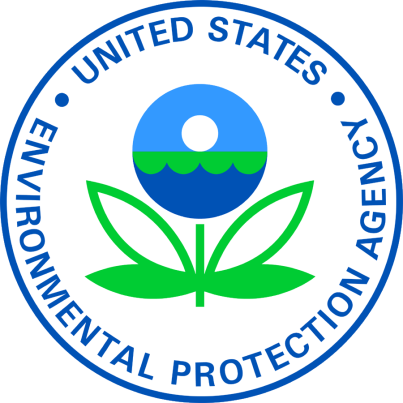 UNITED STATES
ENVIRONMENTAL PROTECTION AGENCY